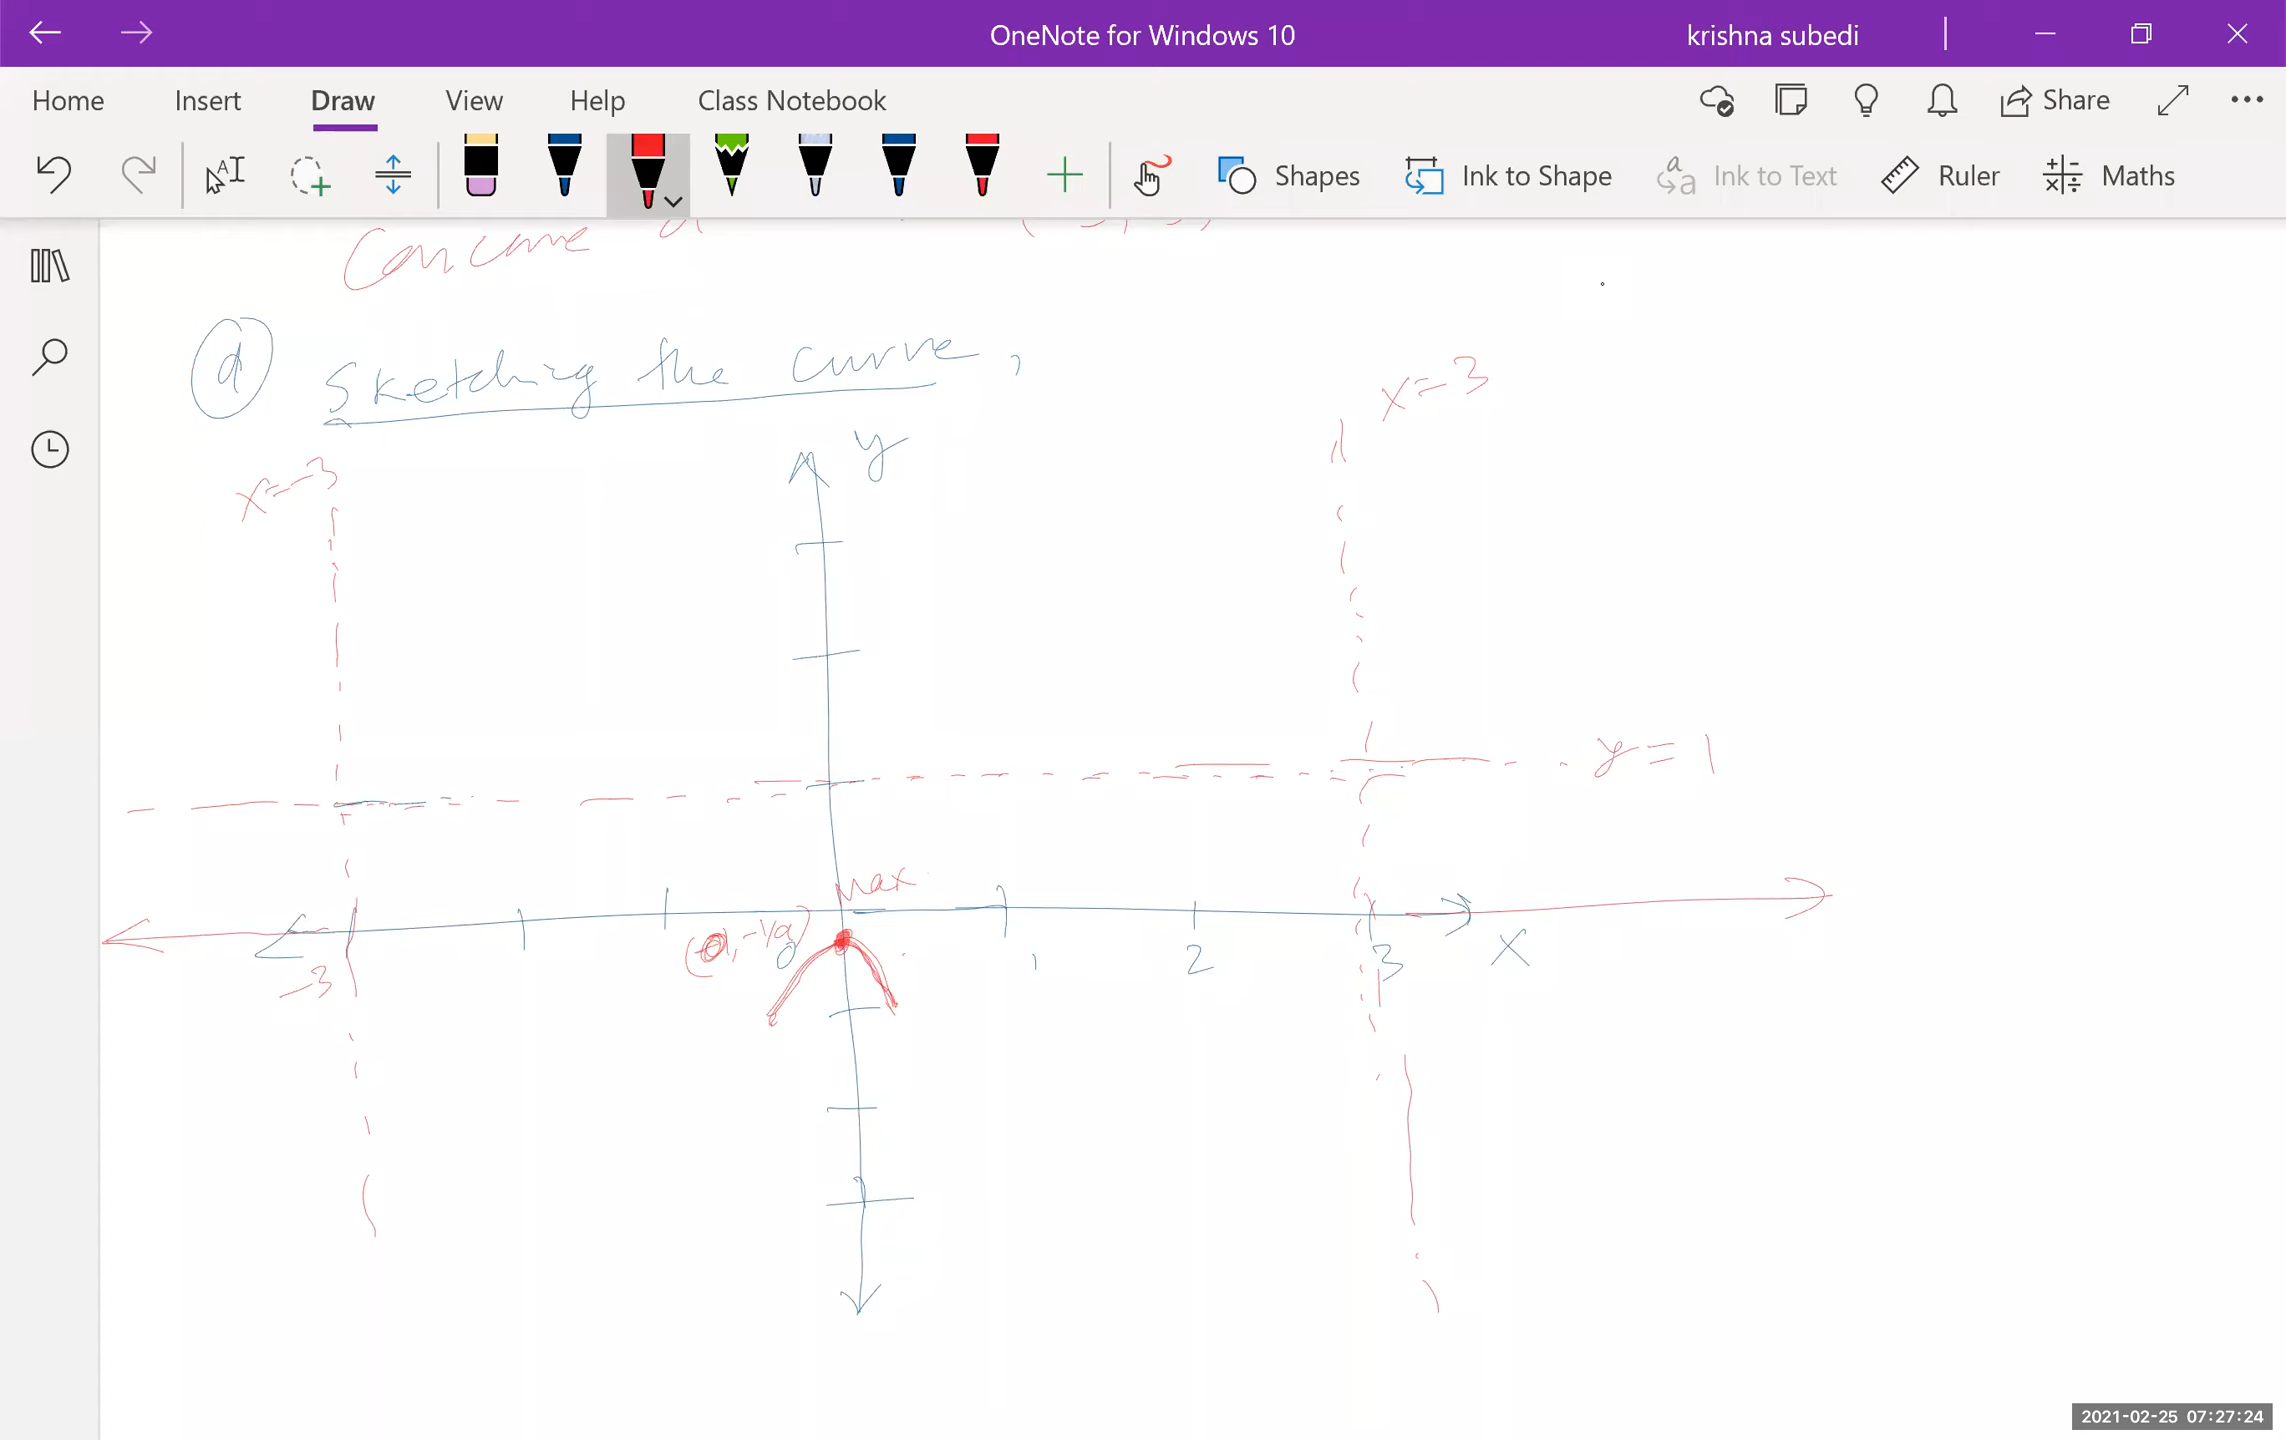 OneNote for Windows 10 krishna subedi
Home Insert Draw View Help Class Notebook Share
Shapes Ink to Shape Ink to Text Ruler Maths
Concave
d Sketching the curve,
x=3
x=-3
y
y=1
Max
(0, -1/9)
-3 1 2 3 X
2021-02-25 07:27:24